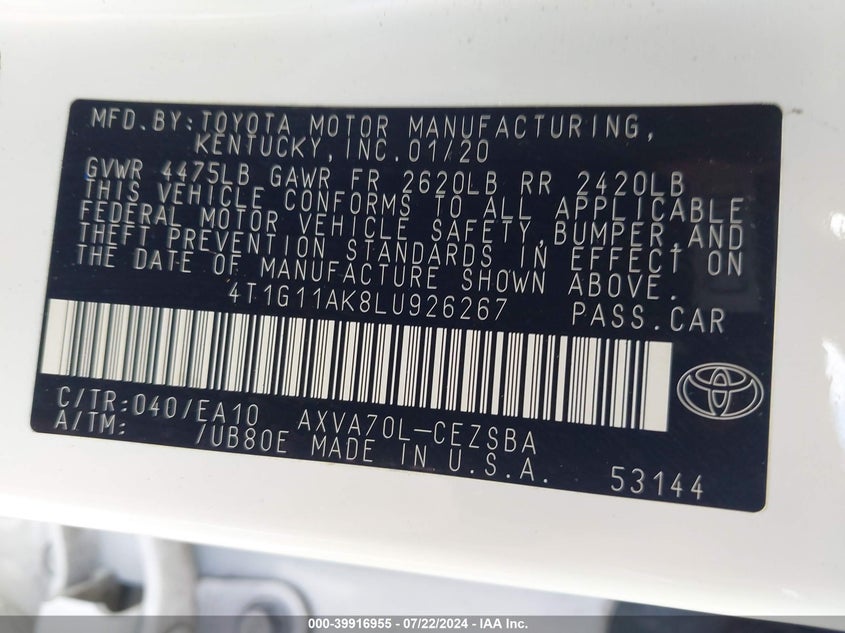 MFD.BY:TOYOTA MOTOR MANUFACTURING,
KENTUCKY,INC.01/20
GVWR 4475LB GAWR FR 2620LB RR 2420LB
THIS VEHICLE CONFORMS TO ALL APPLICABLE
FEDERAL MOTOR VEHICLE SAFETY,BUMPER,AND
THEFT PREVENTION STANDARDS IN EFFECT ON
THE DATE OF MANUFACTURE SHOWN ABOVE.
4T1G11AK8LU926267 PASS.CAR
C/TR:040/EA10 AXVA70L-CEZSBA
A/TM: /UB80E MADE IN U.S.A.
53144
000-39916955 - 07/22/2024 - IAA Inc.